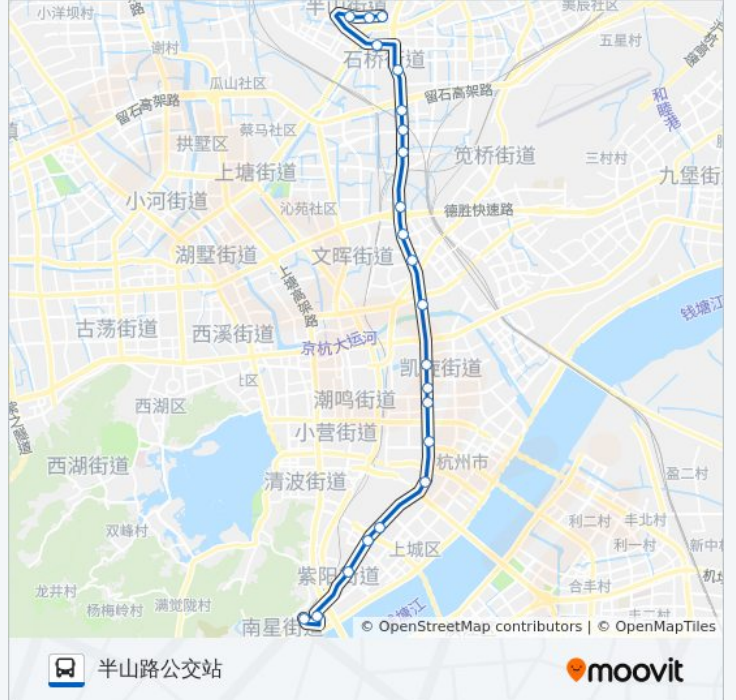 小洋坝村
路
半山街道
美辰社区
石桥街道
五星村
谢村
瓜山社区
留石高架路
留石高架路
和睦港
拱墅区
蔡马社区
笕桥街道
三村村
上塘街道
九堡街
小河街道
沁苑社区
德胜快速路
湖墅街道
文晖街道
上塘高架路
钱塘江
古荡街道
西溪街道
京杭大运河
凯旋街道
社区
西湖区
潮鸣街道
小营街道
西湖街道
杭州市
清波街道
盈二村
双峰村
利二村
丰北村
上城区
利一村
新中
紫阳街道
龙井村
合丰村
杨梅岭村
满觉陇村
南星街道
© OpenStreetMap contributors | © OpenMapTiles
半山路公交站
moovit